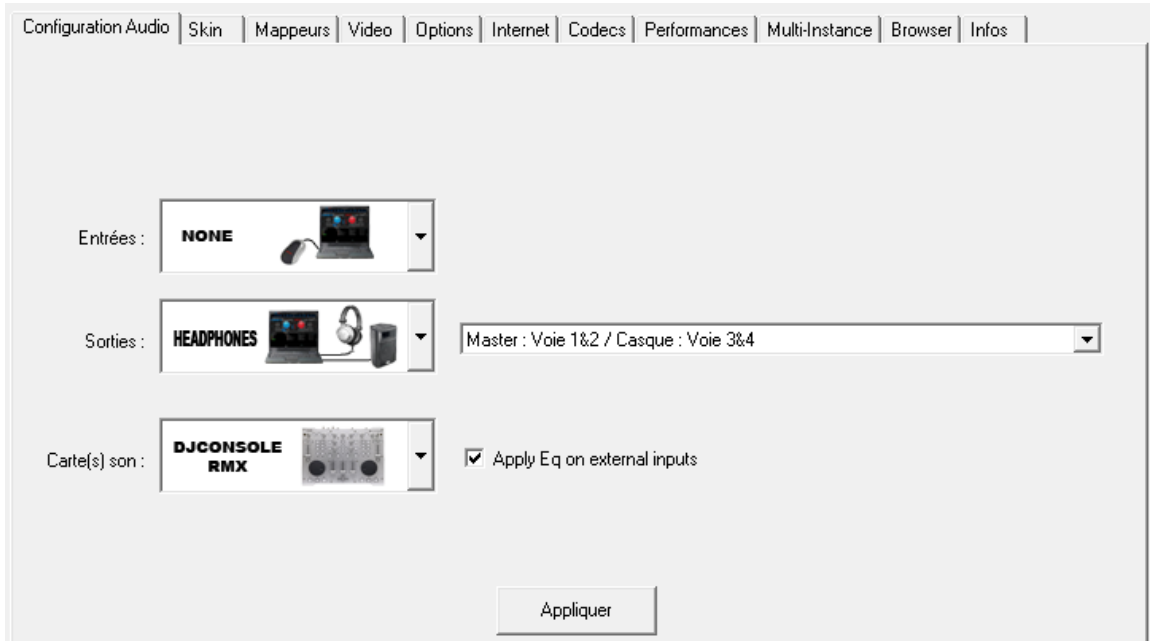 Configuration Audio Skin Mappeurs Video Options Internet Codecs Performances Multi-Instance Browser Infos
Entrées : NONE
Sorties : HEADPHONES Master : Voie 1&2 / Casque : Voie 3&4
Carte(s) son : DJCONSOLE RMX Apply Eq on external inputs
Appliquer